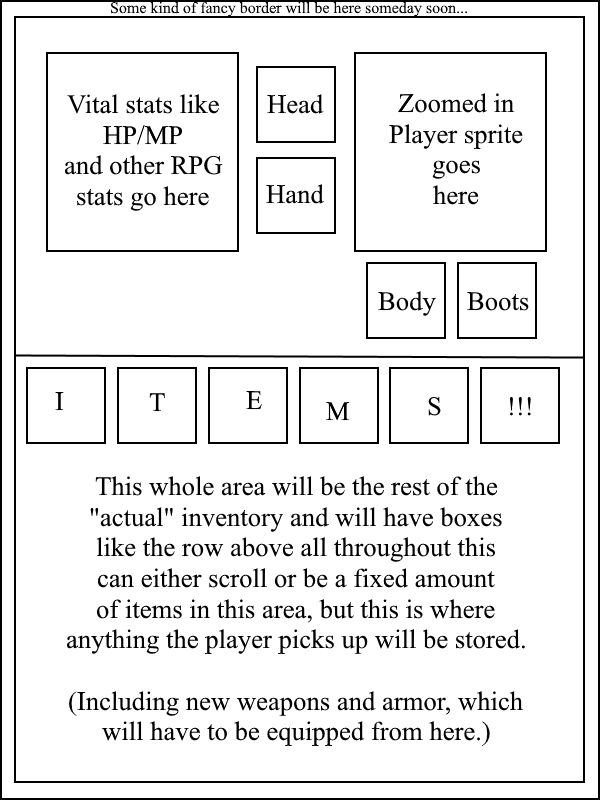 Some kind of fancy border will be here someday soon...
Vital stats like
HP/MP
and other RPG
stats go here
Head
Hand
Zoomed in
Player sprite
goes
here
Body
Boots
I
T
E
M
S
!!!
This whole area will be the rest of the
"actual" inventory and will have boxes
like the row above all throughout this
can either scroll or be a fixed amount
of items in this area, but this is where
anything the player picks up will be stored.
(Including new weapons and armor, which
will have to be equipped from here.)